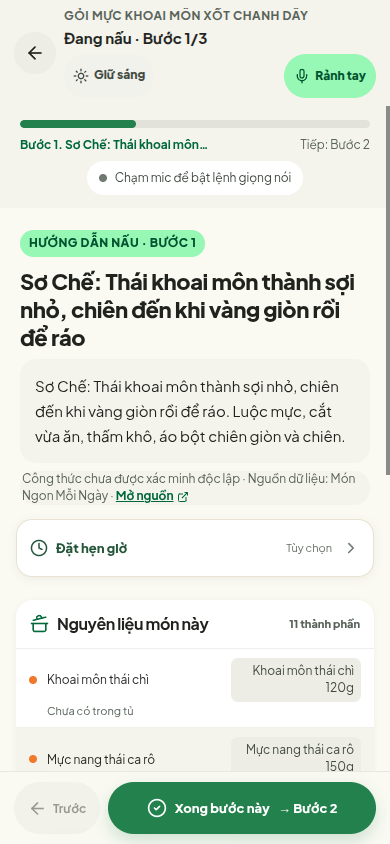 GỎI MỰC KHOAI MÔN XỐT CHANH DÂY
Đang nấu · Bước 1/3
Giữ sáng
Rảnh tay
Bước 1. Sơ Chế: Thái khoai môn…
Tiếp: Bước 2
Chạm mic để bật lệnh giọng nói
HƯỚNG DẪN NẤU · BƯỚC 1
Sơ Chế: Thái khoai môn thành sợi
nhỏ, chiên đến khi vàng giòn rồi
để ráo
Sơ Chế: Thái khoai môn thành sợi nhỏ, chiên
đến khi vàng giòn rồi để ráo. Luộc mực, cắt
vừa ăn, thấm khô, áo bột chiên giòn và chiên.
Công thức chưa được xác minh độc lập · Nguồn dữ liệu: Món
Ngon Mỗi Ngày · Mở nguồn
Đặt hẹn giờ
Tùy chọn
Nguyên liệu món này
11 thành phần
Khoai môn thái chỉ
Khoai môn thái chỉ
120g
Chưa có trong tủ
Mực nang thái ca rô
Mực nang thái ca rô
150g
Trước
Xong bước này → Bước 2